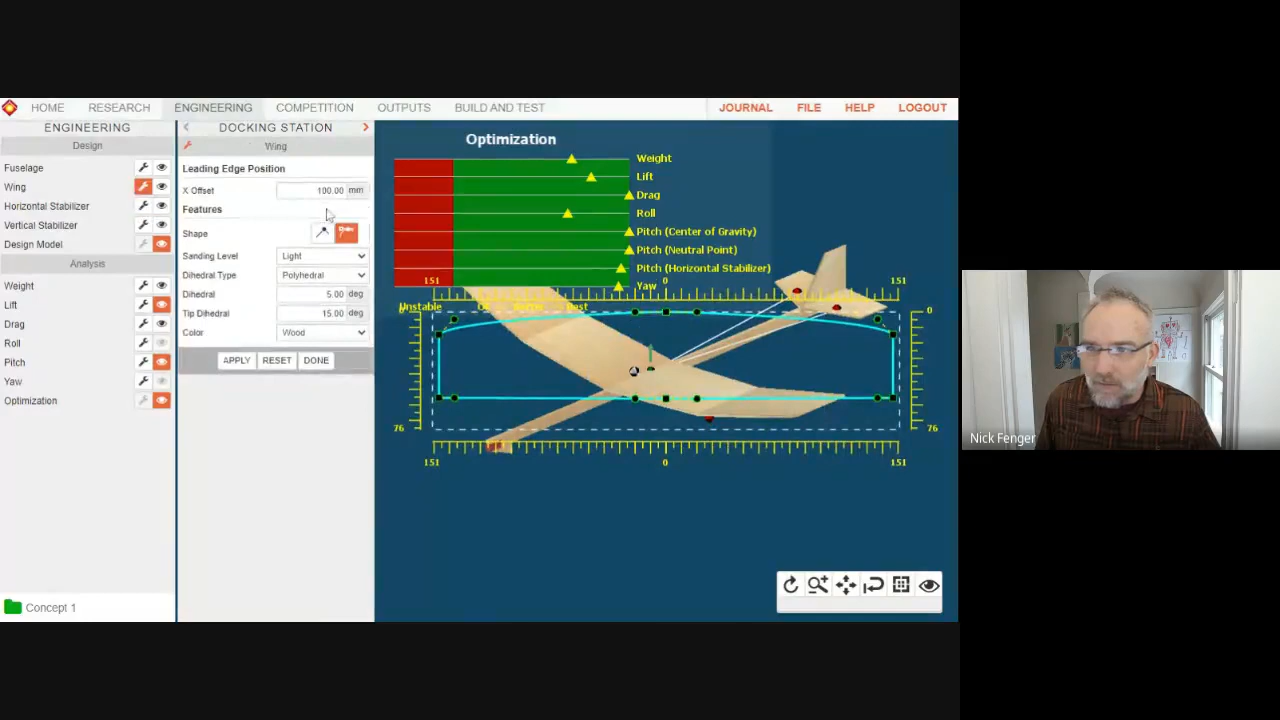 HOME RESEARCH ENGINEERING COMPETITION OUTPUTS BUILD AND TEST JOURNAL FILE HELP LOGOUT
ENGINEERING
Design
Fuselage
Wing
Horizontal Stabilizer
Vertical Stabilizer
Design Model
Analysis
Weight
Lift
Drag
Roll
Pitch
Yaw
Optimization
Concept 1
DOCKING STATION
Wing
Leading Edge Position
X Offset 100.00 mm
Features
Shape
Sanding Level Light
Dihedral Type Polyhedral
Dihedral 5.00 deg
Tip Dihedral 15.00 deg
Color Wood
APPLY RESET DONE
Optimization
Weight
Lift
Drag
Roll
Pitch (Center of Gravity)
Pitch (Neutral Point)
Pitch (Horizontal Stabilizer)
Yaw
151 0 151
Unstable
0 0
76 76
151 0 151
Nick Fenger